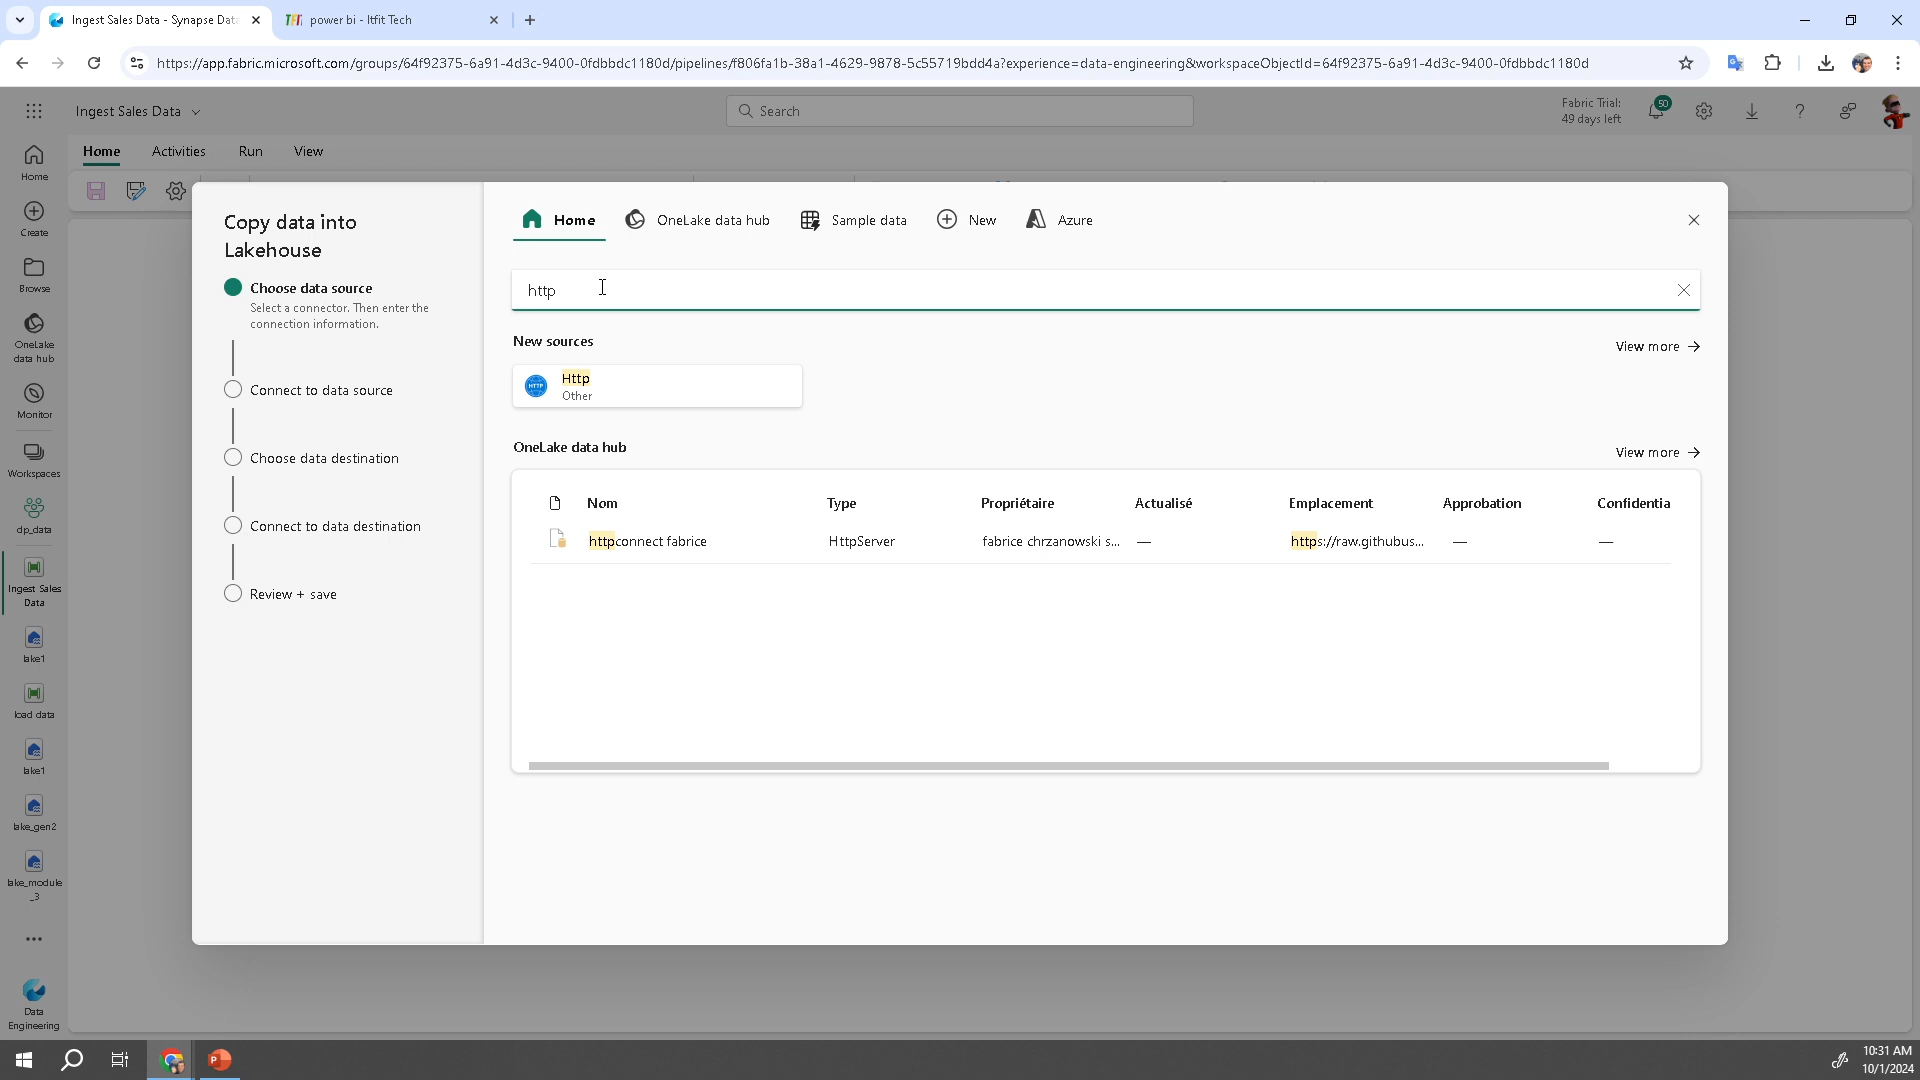 Ingest Sales Data - Synapse Data
power bi - Itfit Tech
https://app.fabric.microsoft.com/groups/64f92375-6a91-4d3c-9400-0fdbbdc1180d/pipelines/f806fa1b-38a1-4629-9878-5c55719bdd4a?experience=data-engineering&workspaceObjectId=64f92375-6a91-4d3c-9400-0fdbbdc1180d
Ingest Sales Data
Search
Fabric Trial:
49 days left
50
Home
Activities
Run
View
Home
Create
Browse
OneLake
data hub
Monitor
Workspaces
dp_data
Ingest Sales
Data
lake1
load data
lake1
lake_gen2
lake_module
_3
Data
Engineering
Copy data into
Lakehouse
Choose data source
Select a connector. Then enter the
connection information.
Connect to data source
Choose data destination
Connect to data destination
Review + save
Home
OneLake data hub
Sample data
New
Azure
http
New sources
View more
HTTP
Http
Other
OneLake data hub
View more
Nom Type Propriétaire Actualisé Emplacement Approbation Confidentia
httpconnect fabrice HttpServer fabrice chrzanowski s... — https://raw.githubus... — —
10:31 AM
10/1/2024